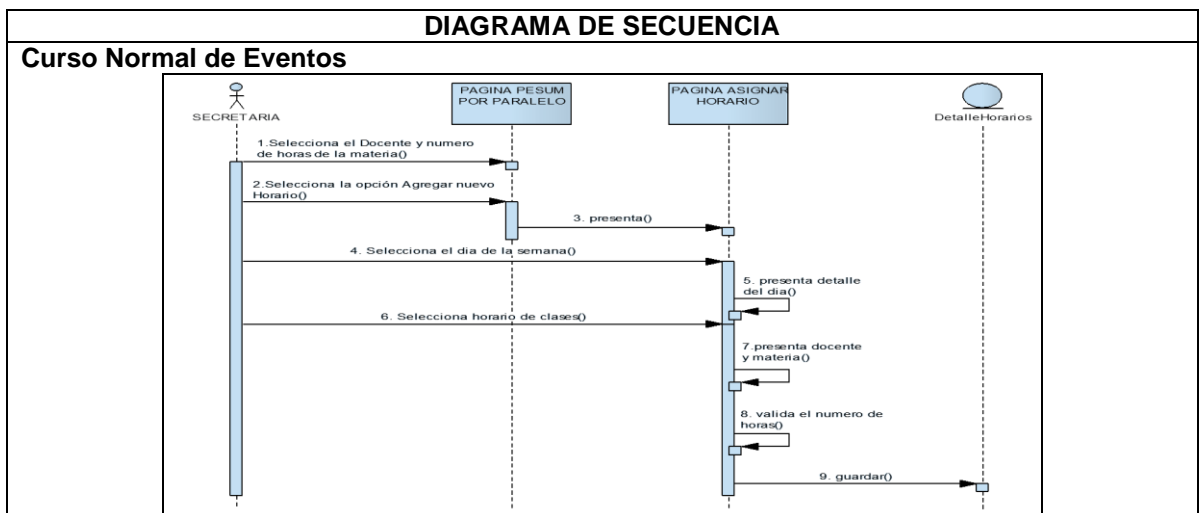 DIAGRAMA DE SECUENCIA
Curso Normal de Eventos
SECRETARIA
PAGINA PESUM
POR PARALELO
PAGINA ASIGNAR
HORARIO
DetalleHorarios
1.Selecciona el Docente y numero
de horas de la materia()
2.Selecciona la opción Agregar nuevo
Horario()
3. presenta()
4. Selecciona el dia de la semana()
5. presenta detalle
del dia()
6. Selecciona horario de clases()
7.presenta docente
y materia()
8. valida el numero de
horas()
9. guardar()